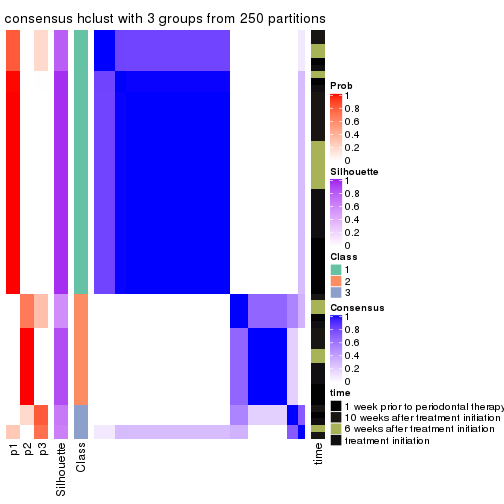 consensus hclust with 3 groups from 250 partitions
Prob
1
0.8
0.6
0.4
0.2
0
Silhouette
1
0.8
0.6
0.4
0.2
0
Class
1
2
3
Consensus
1
0.8
0.6
0.4
0.2
0
time
1 week prior to periodontal therapy
10 weeks after treatment initiation
6 weeks after treatment initiation
treatment initiation
p1
p2
p3
Silhouette
Class
time